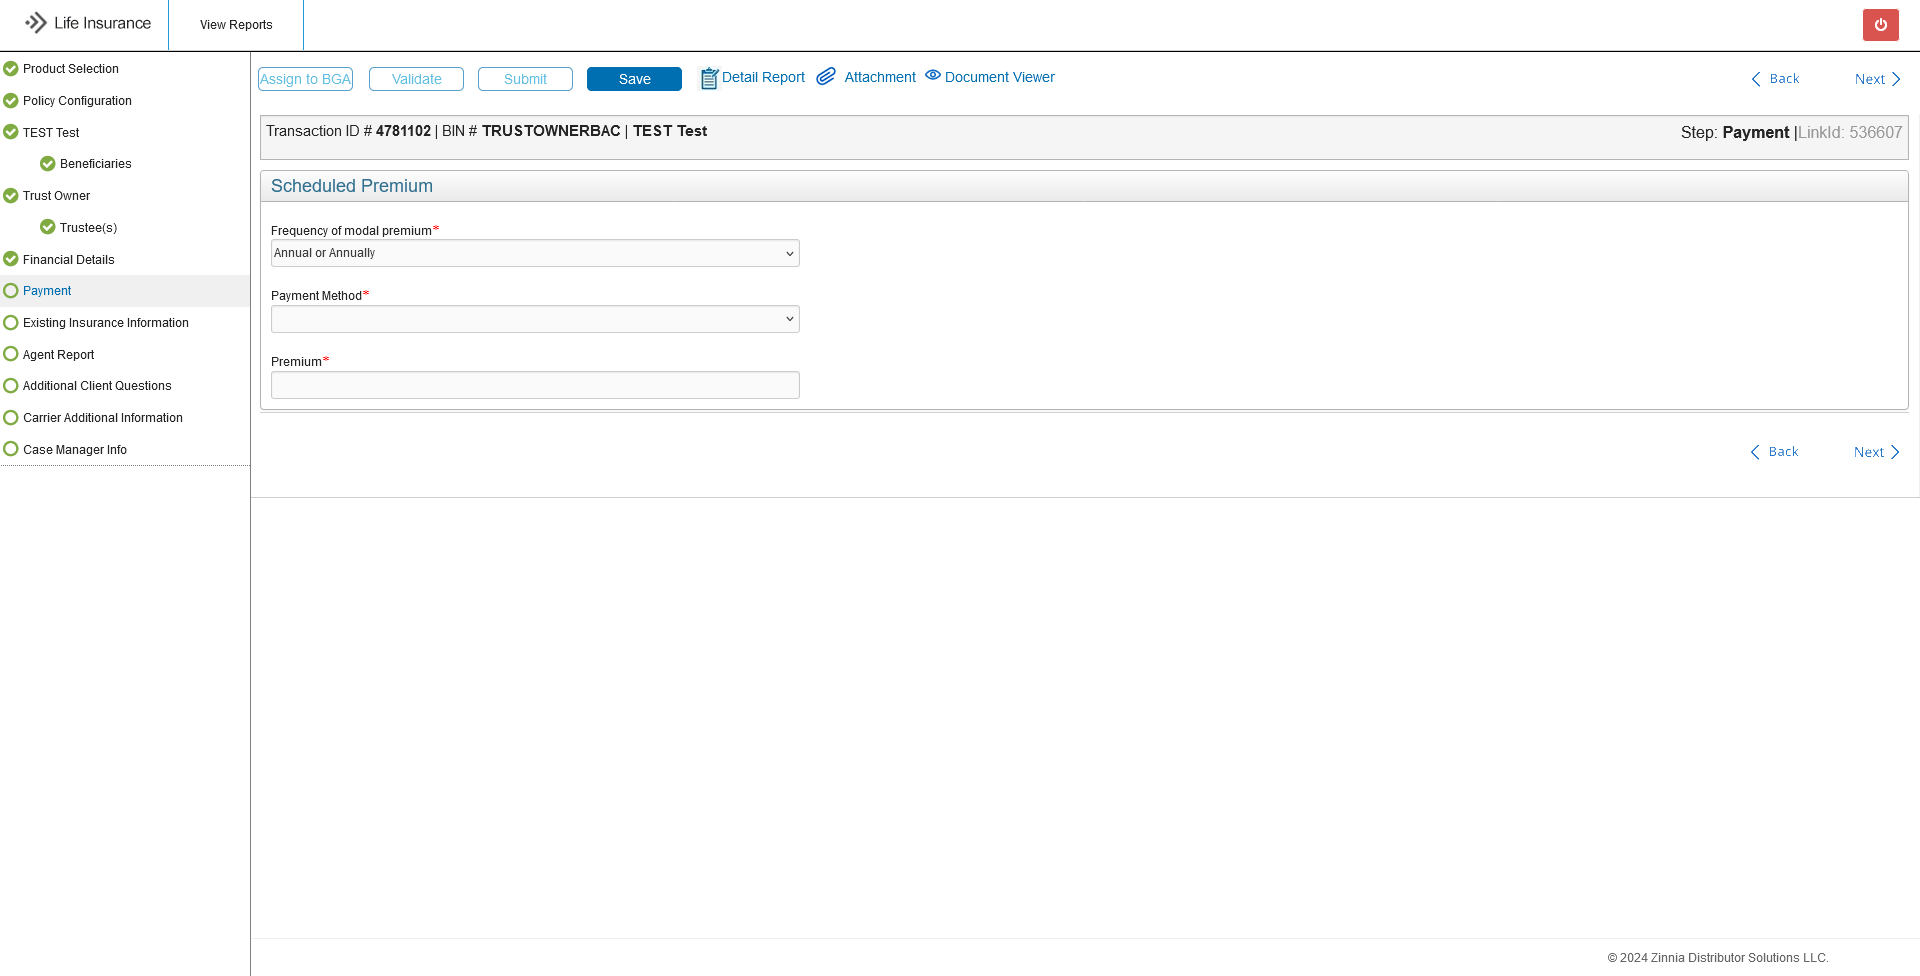 Life Insurance
View Reports
Product Selection
Policy Configuration
TEST Test
Beneficiaries
Trust Owner
Trustee(s)
Financial Details
Payment
Existing Insurance Information
Agent Report
Additional Client Questions
Carrier Additional Information
Case Manager Info
Assign to BGA
Validate
Submit
Save
Detail Report
Attachment
Document Viewer
Back
Next
Transaction ID # 4781102 | BIN # TRUSTOWNERBAC | TEST Test
Step: Payment |LinkId: 536607
Scheduled Premium
Frequency of modal premium*
Annual or Annually
Payment Method*
Premium*
Back
Next
© 2024 Zinnia Distributor Solutions LLC.